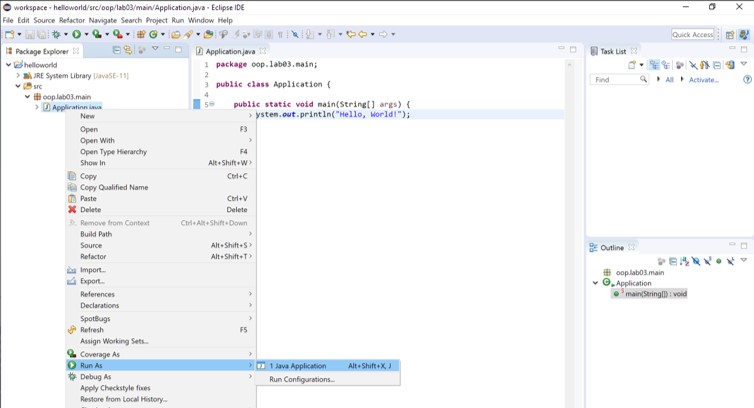 workspace - helloworld/src/oop/lab03/main/Application.java - Eclipse IDE
File Edit Source Refactor Navigate Search Project Run Window Help
Quick Access
Package Explorer
helloworld
JRE System Library [JavaSE-11]
src
oop.lab03.main
Application.java
New
Open F3
Open With
Open Type Hierarchy F4
Show In Alt+Shift+W
Copy Ctrl+C
Copy Qualified Name
Paste Ctrl+V
Delete Delete
Remove from Context Ctrl+Alt+Shift+Down
Build Path
Source Alt+Shift+S
Refactor Alt+Shift+T
Import...
Export...
References
Declarations
SpotBugs
Refresh F5
Assign Working Sets...
Coverage As
Run As
Debug As
Apply Checkstyle fixes
Restore from Local History...
1 Java Application Alt+Shift+X, J
Run Configurations...
Application.java
1 package oop.lab03.main;
2
3 public class Application {
4
5 public static void main(String[] args) {
ystem.out.println("Hello, World!");
Task List
Find All Activate...
Outline
oop.lab03.main
Application
main(String[]) : void